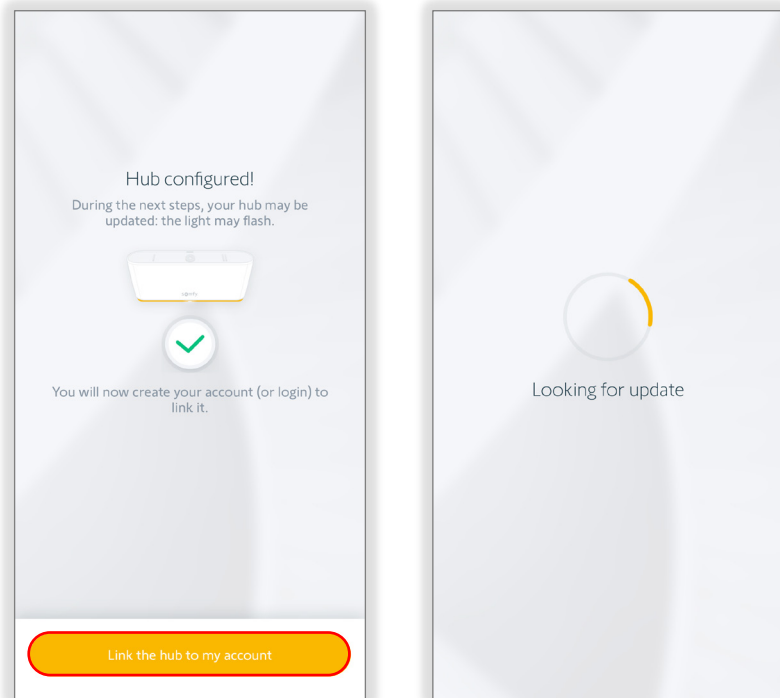 Hub configured!
During the next steps, your hub may be
updated: the light may flash.
somfy
You will now create your account (or login) to
link it.
Link the hub to my account
Looking for update